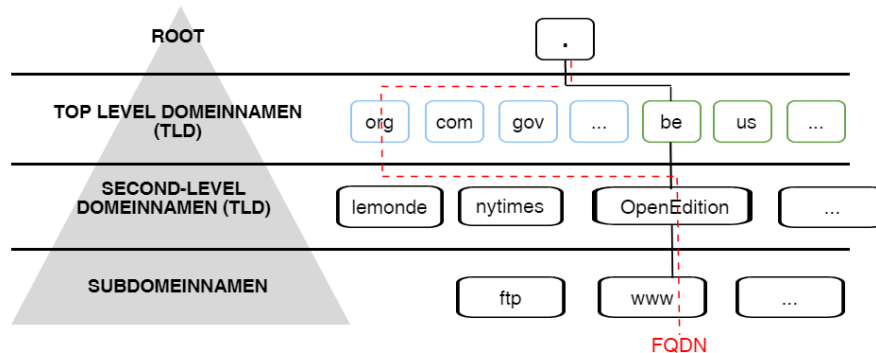 ROOT
.
TOP LEVEL DOMEINNAMEN
(TLD)
org
com
gov
...
be
us
...
SECOND-LEVEL
DOMEINNAMEN (TLD)
lemonde
nytimes
OpenEdition
...
SUBDOMEINNAMEN
ftp
www
...
FQDN